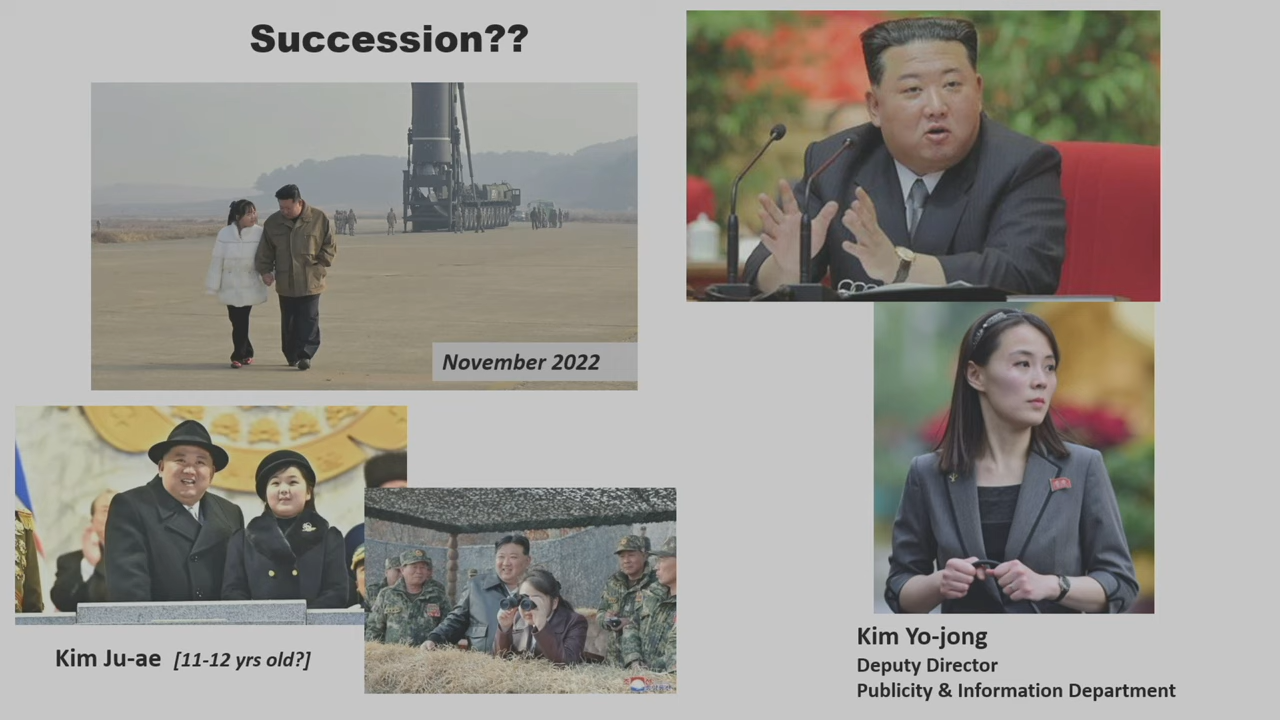 Succession??
November 2022
Kim Ju-ae [11-12 yrs old?]
Kim Yo-jong
Deputy Director
Publicity & Information Department